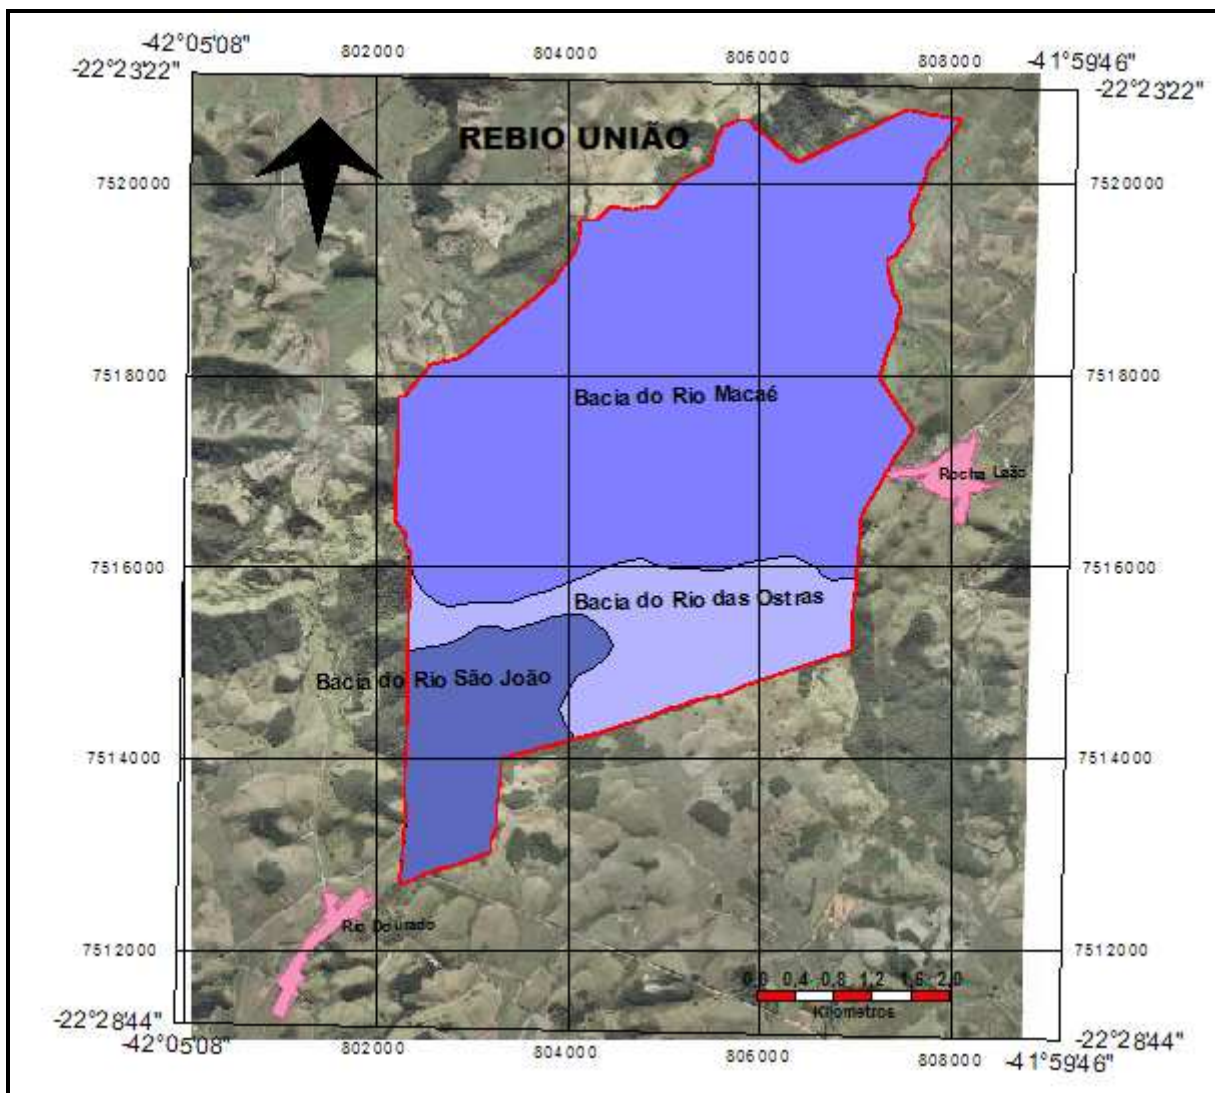 -42°05'08" 802000 804000 806000 808000 -41°59'46"
-22°23'22" -22°23'22"
REBIO UNIÃO
7520000 7520000
7518000 7518000
Bacia do Rio Macaé
Rocha Leão
7516000 7516000
Bacia do Rio das Ostras
Bacia do Rio São João
7514000 7514000
Rio Dourado
7512000 7512000
0,0 0,4 0,8 1,2 1,6 2,0
Kilometros
-22°28'44" -22°28'44"
-42°05'08" 802000 804000 806000 808000 -41°59'46"